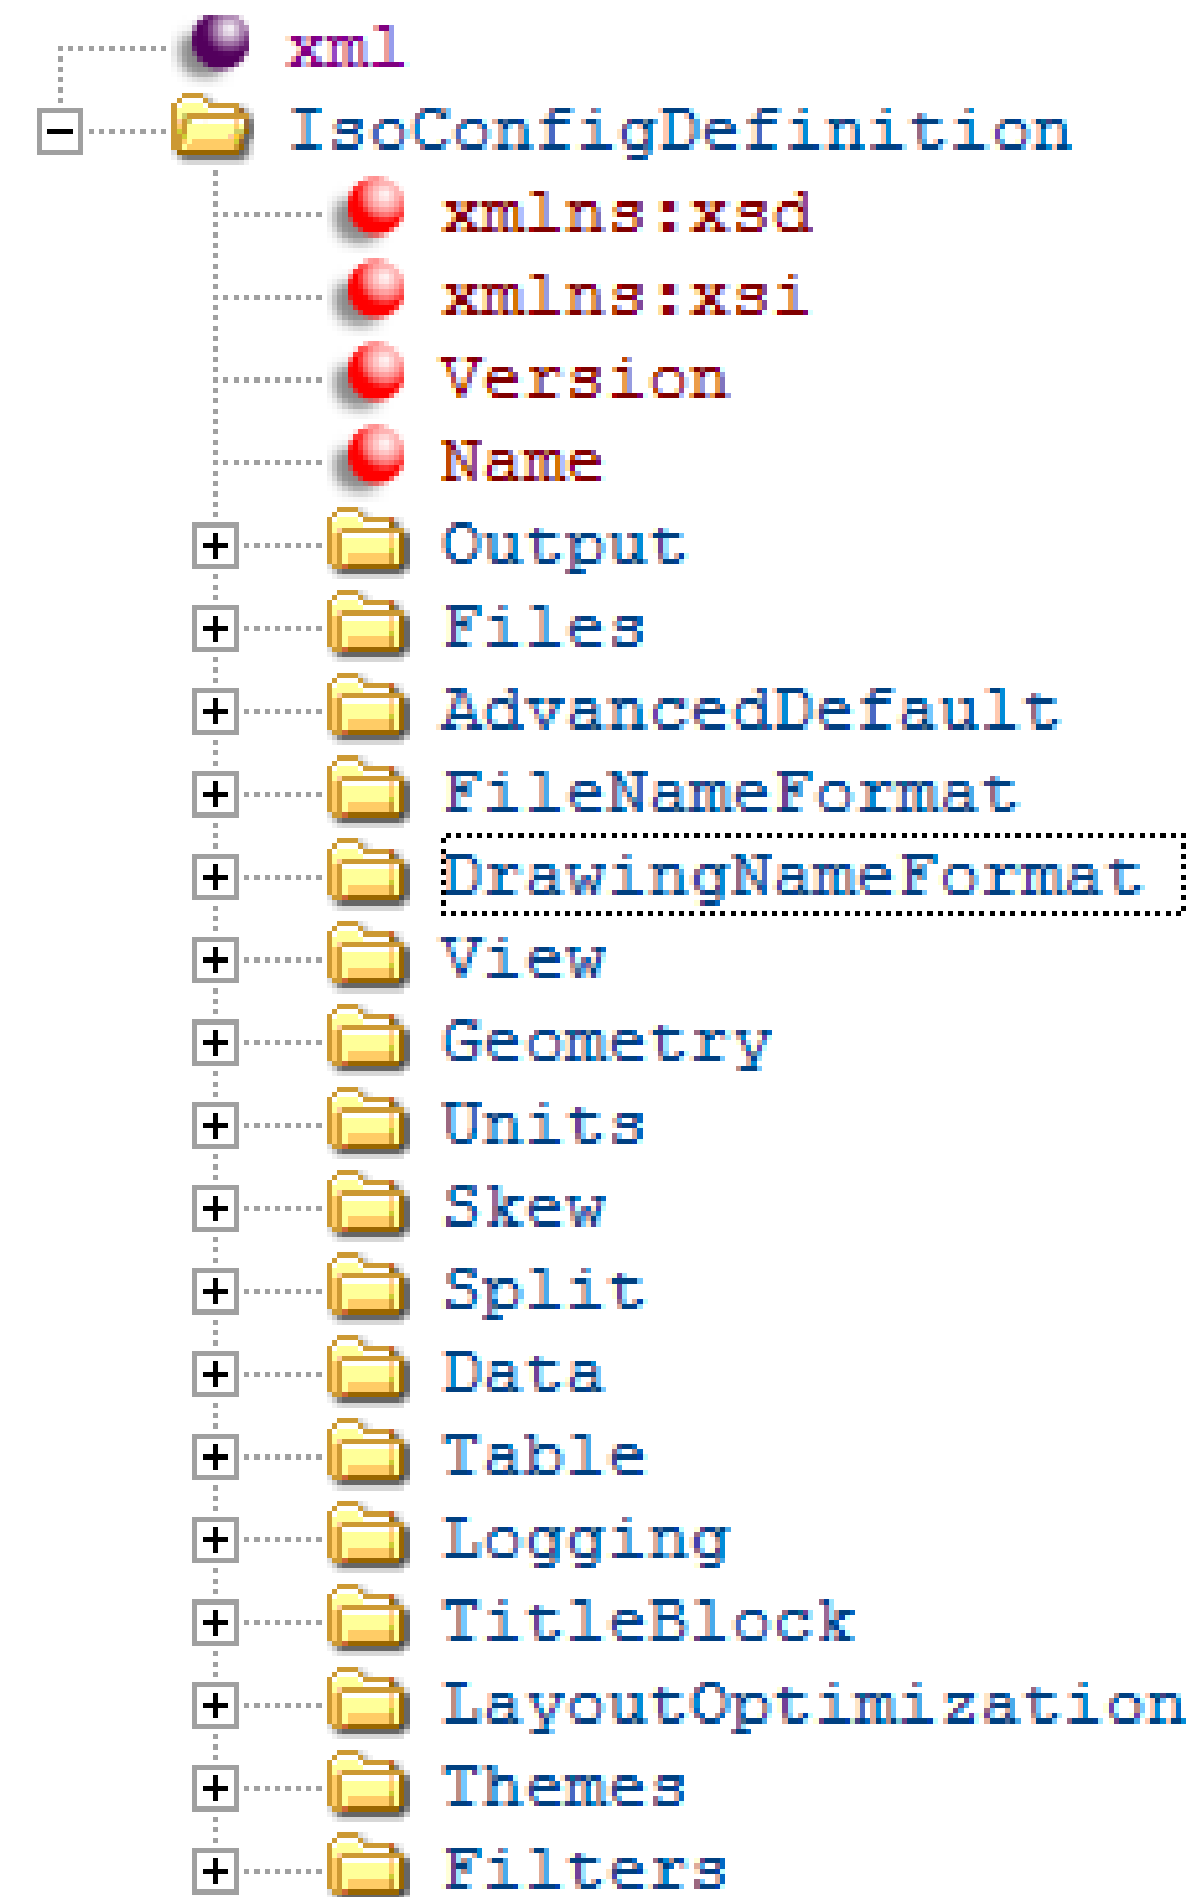 xml
IsoConfigDefinition
xmlns:xsd
xmlns:xsi
Version
Name
Output
Files
AdvancedDefault
FileNameFormat
DrawingNameFormat
View
Geometry
Units
Skew
Split
Data
Table
Logging
TitleBlock
LayoutOptimization
Themes
Filters